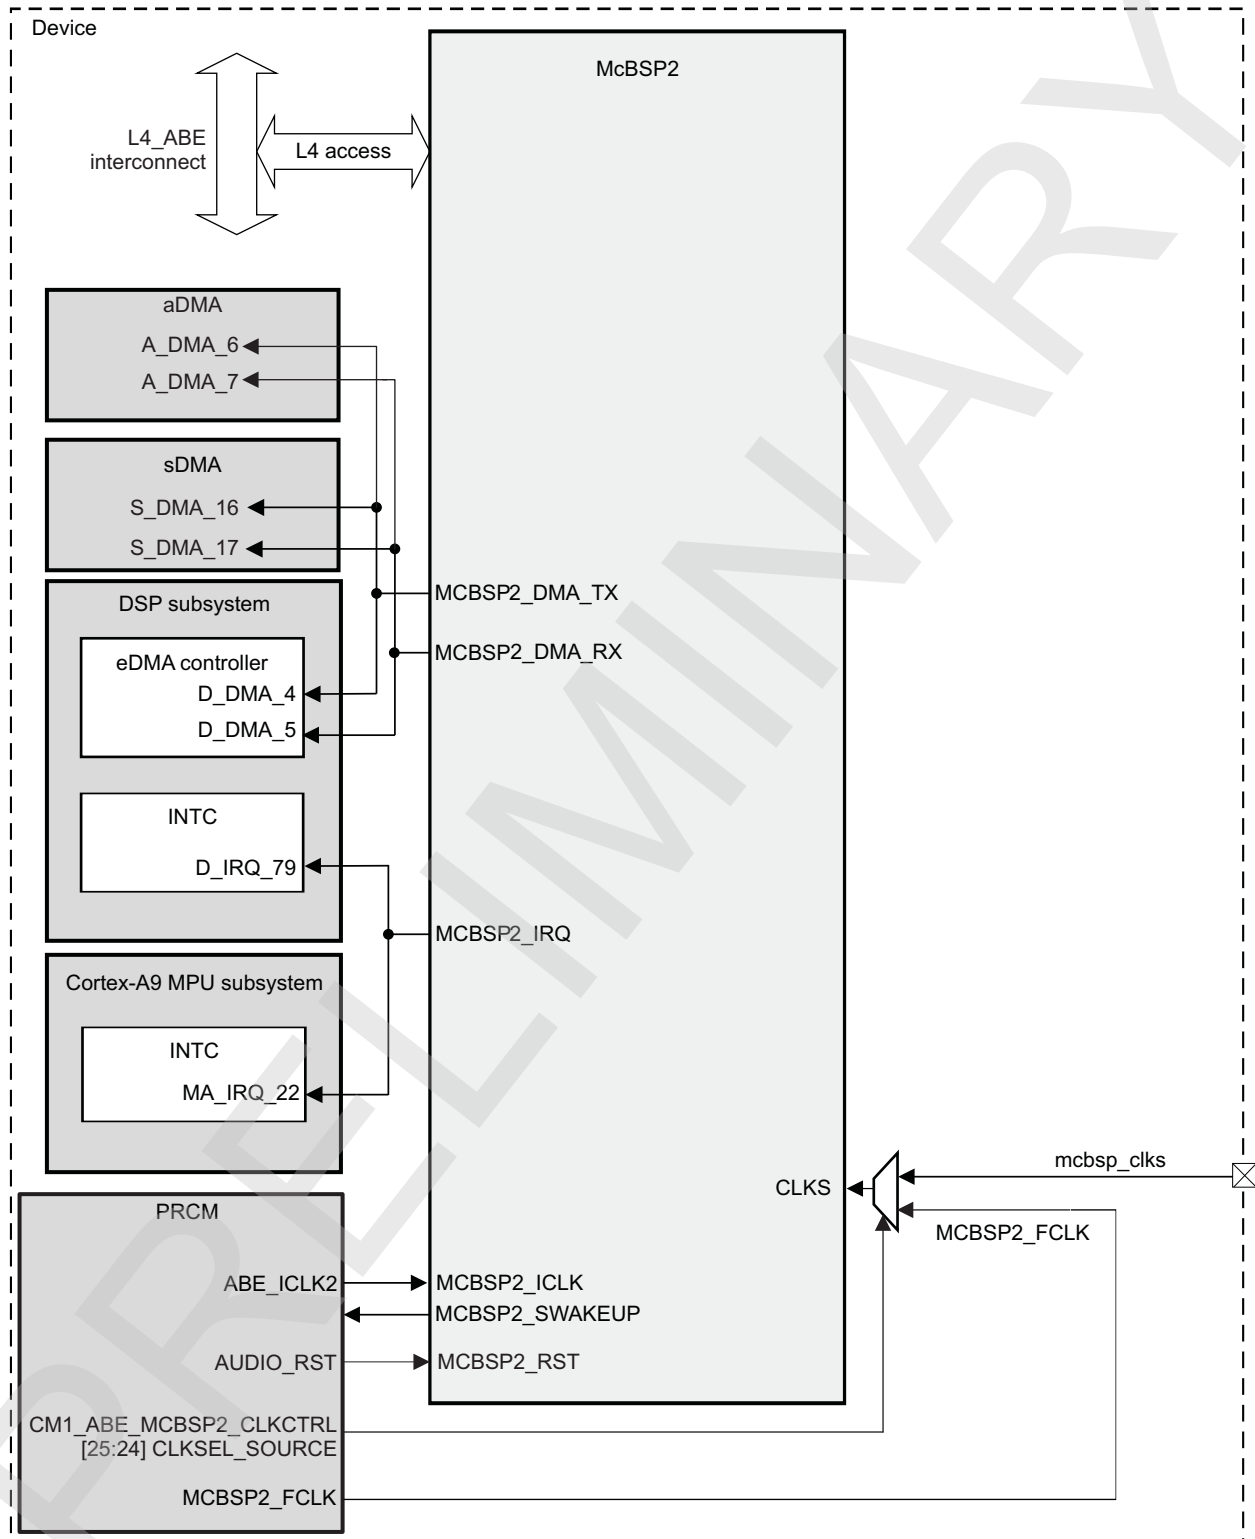 Device
McBSP2
L4_ABE
interconnect
L4 access
aDMA
A_DMA_6
A_DMA_7
sDMA
S_DMA_16
S_DMA_17
DSP subsystem
MCBSP2_DMA_TX
eDMA controller
MCBSP2_DMA_RX
D_DMA_4
D_DMA_5
INTC
D_IRQ_79
MCBSP2_IRQ
Cortex-A9 MPU subsystem
INTC
MA_IRQ_22
mcbsp_clks
CLKS
PRCM
MCBSP2_FCLK
ABE_ICLK2
MCBSP2_ICLK
MCBSP2_SWAKEUP
AUDIO_RST
MCBSP2_RST
CM1_ABE_MCBSP2_CLKCTRL
[25:24] CLKSEL_SOURCE
MCBSP2_FCLK
PRELIMINARY